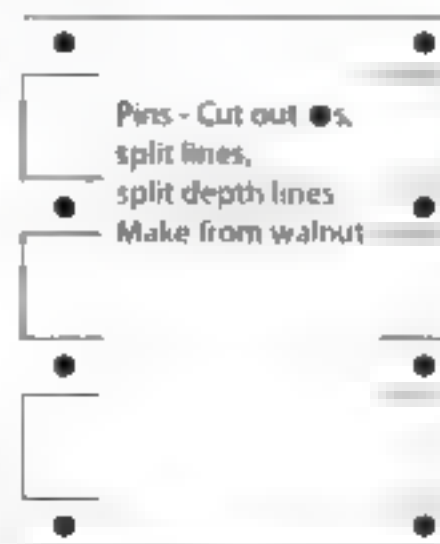 Pins - Cut out ●s,
split lines,
split depth lines
Make from walnut